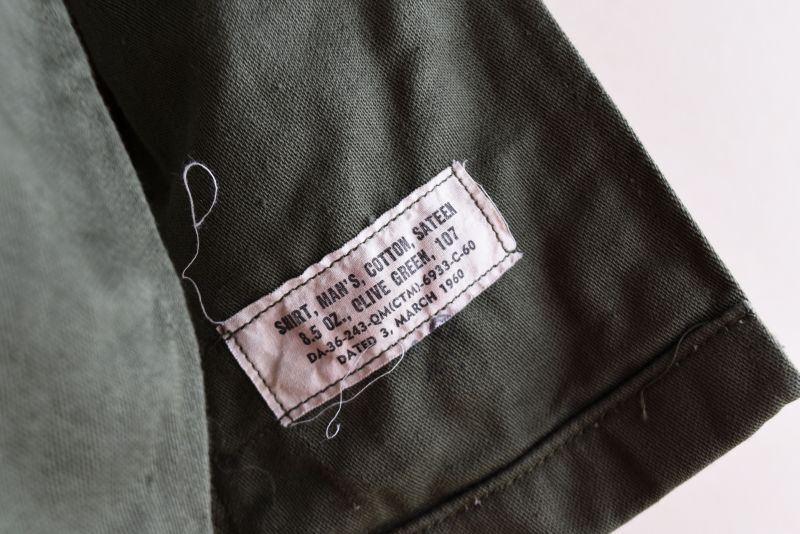 SHIRT, MAN'S, COTTON, SATEEN
8.5 OZ., OLIVE GREEN, 107
DA-36-243-QM(CTM)-6933-C-60
DATED 3, MARCH 1960